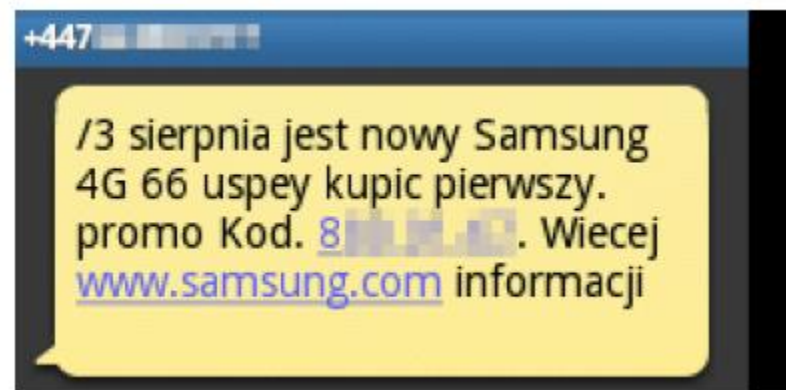 +447
/3 sierpnia jest nowy Samsung
4G 66 uspey kupic pierwszy.
promo Kod. 8 . Wiecej
www.samsung.com informacji